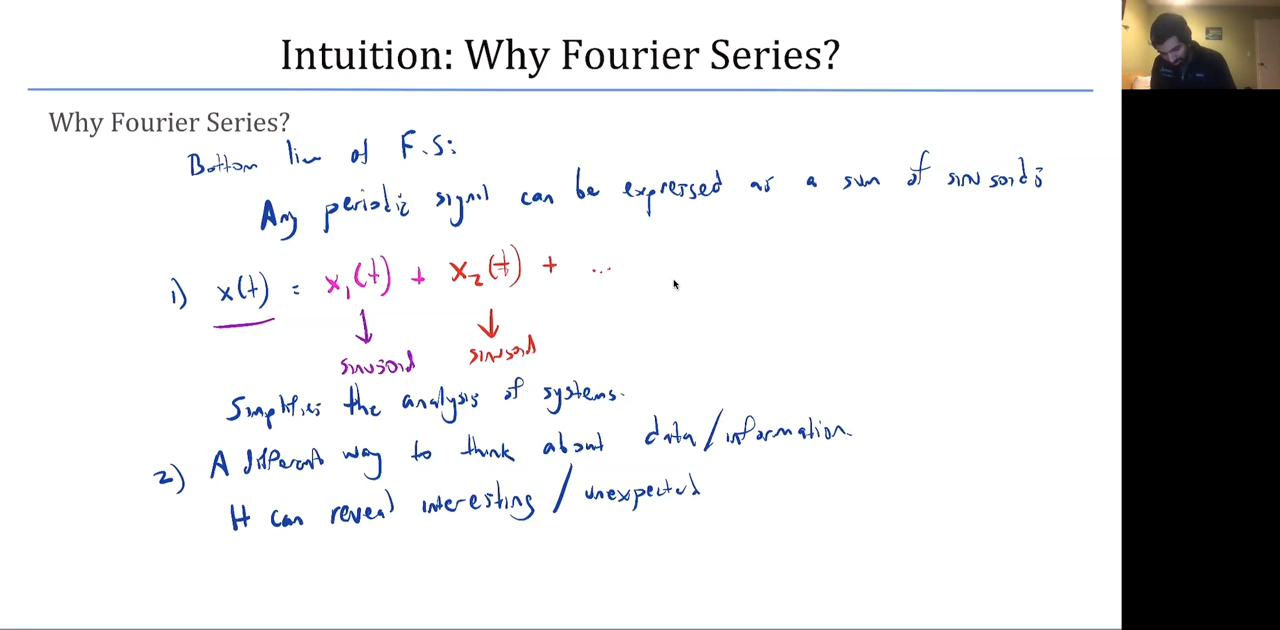 Intuition: Why Fourier Series?
Why Fourier Series?
Bottom line of F.S:
Any periodic signal can be expressed as a sum of sinusoids
i) x(t) = x₁(t) + x₂(t) + ...
sinusoid sinusoid
Simplifies the analysis of systems.
2) A different way to think about data/information.
It can reveal interesting / unexpected